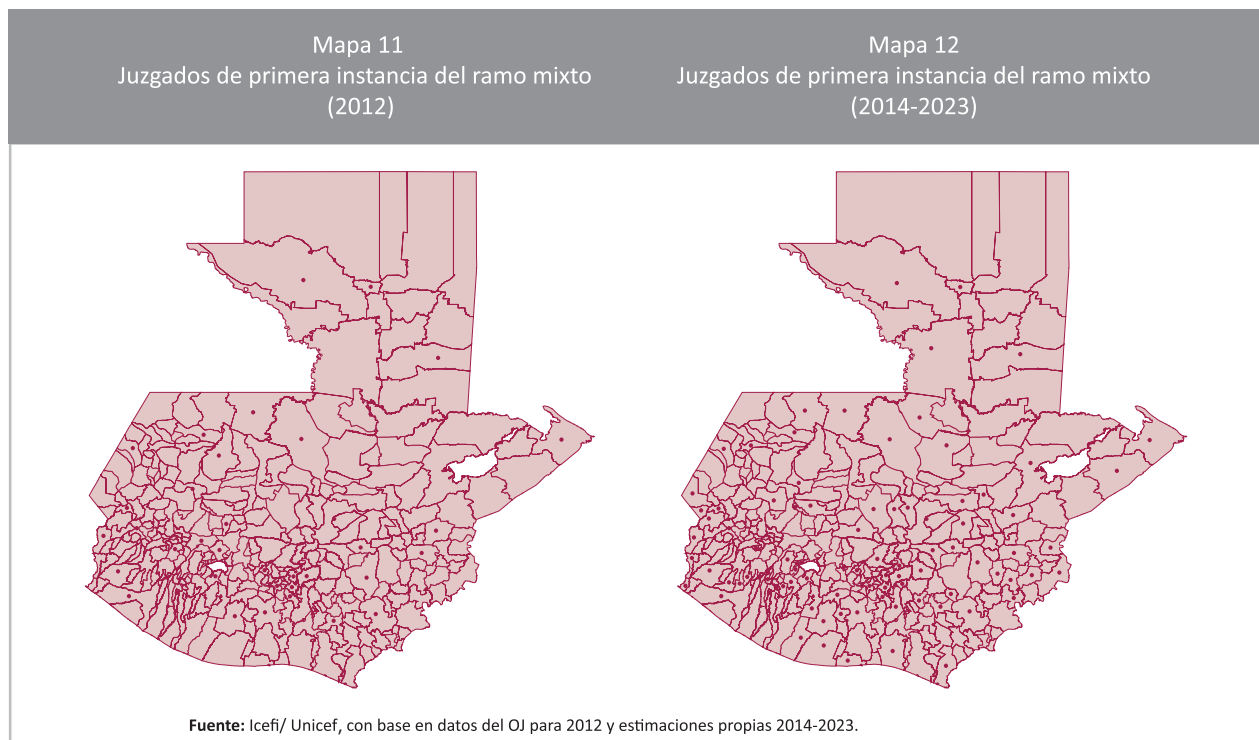 Mapa 11
Juzgados de primera instancia del ramo mixto
(2012)
Mapa 12
Juzgados de primera instancia del ramo mixto
(2014-2023)
Fuente: Icefi/ Unicef, con base en datos del OJ para 2012 y estimaciones propias 2014-2023.